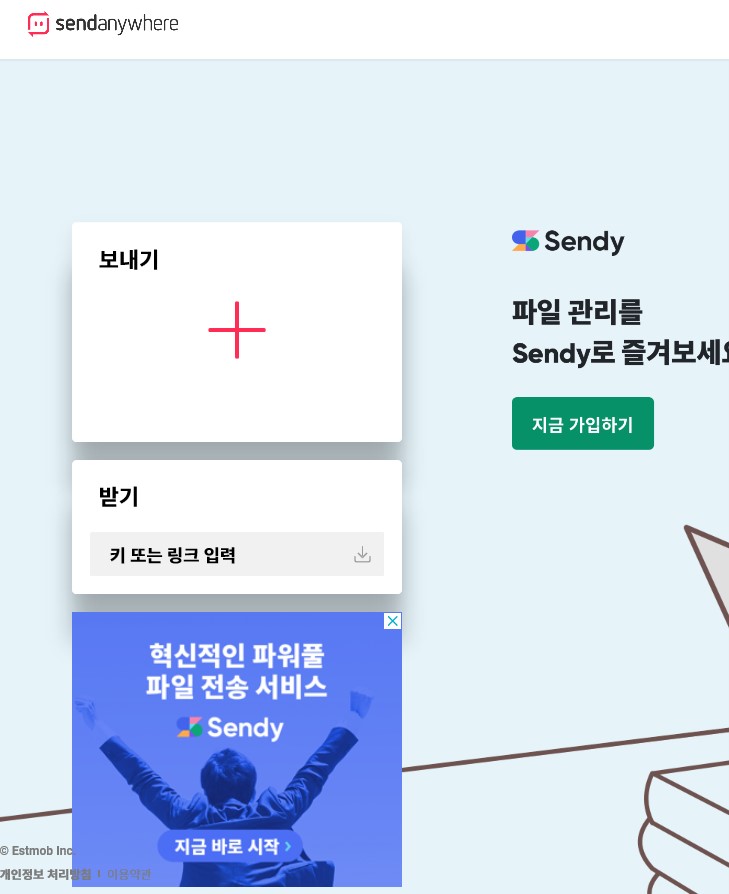 sendanywhere
보내기
받기
키 또는 링크 입력
혁신적인 파워풀
파일 전송 서비스
Sendy
지금 바로 시작 ›
Sendy
파일 관리를
Sendy로 즐겨보세요
지금 가입하기
© Estmob Inc.
개인정보 처리방침 | 이용약관